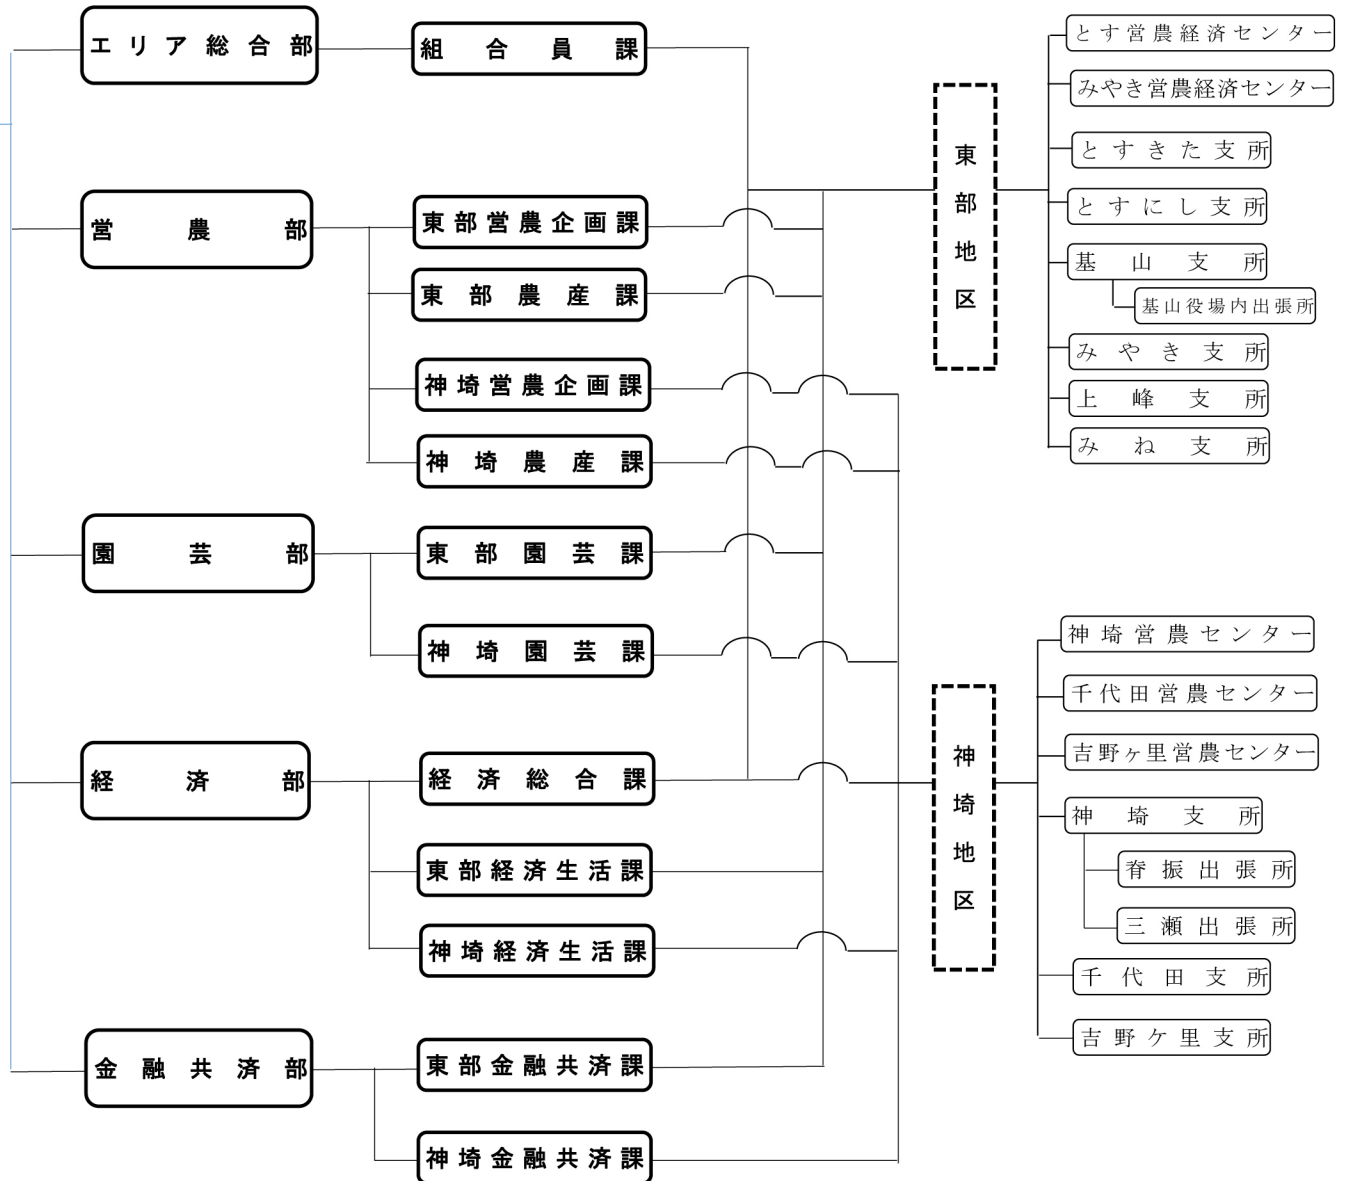 エリア総合部
組合員課
営農部
東部営農企画課
東部農産課
神埼営農企画課
神埼農産課
園芸部
東部園芸課
神埼園芸課
経済部
経済総合課
東部経済生活課
神埼経済生活課
金融共済部
東部金融共済課
神埼金融共済課
東部地区
とす営農経済センター
みやき営農経済センター
とすきた支所
とすにし支所
基山支所
基山役場内出張所
みやき支所
上峰支所
みね支所
神埼地区
神埼営農センター
千代田営農センター
吉野ヶ里営農センター
神埼支所
脊振出張所
三瀬出張所
千代田支所
吉野ケ里支所